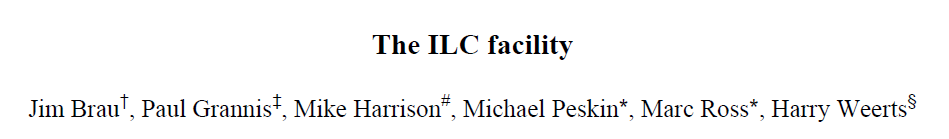 The ILC facility
Jim Brau†, Paul Grannis‡, Mike Harrison#, Michael Peskin*, Marc Ross*, Harry Weerts§